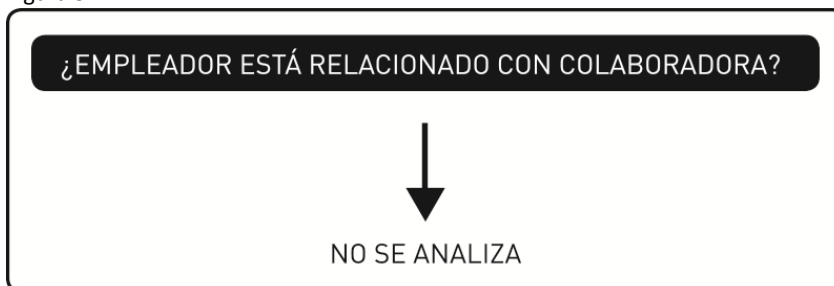 ¿EMPLEADOR ESTÁ RELACIONADO CON COLABORADORA?
NO SE ANALIZA